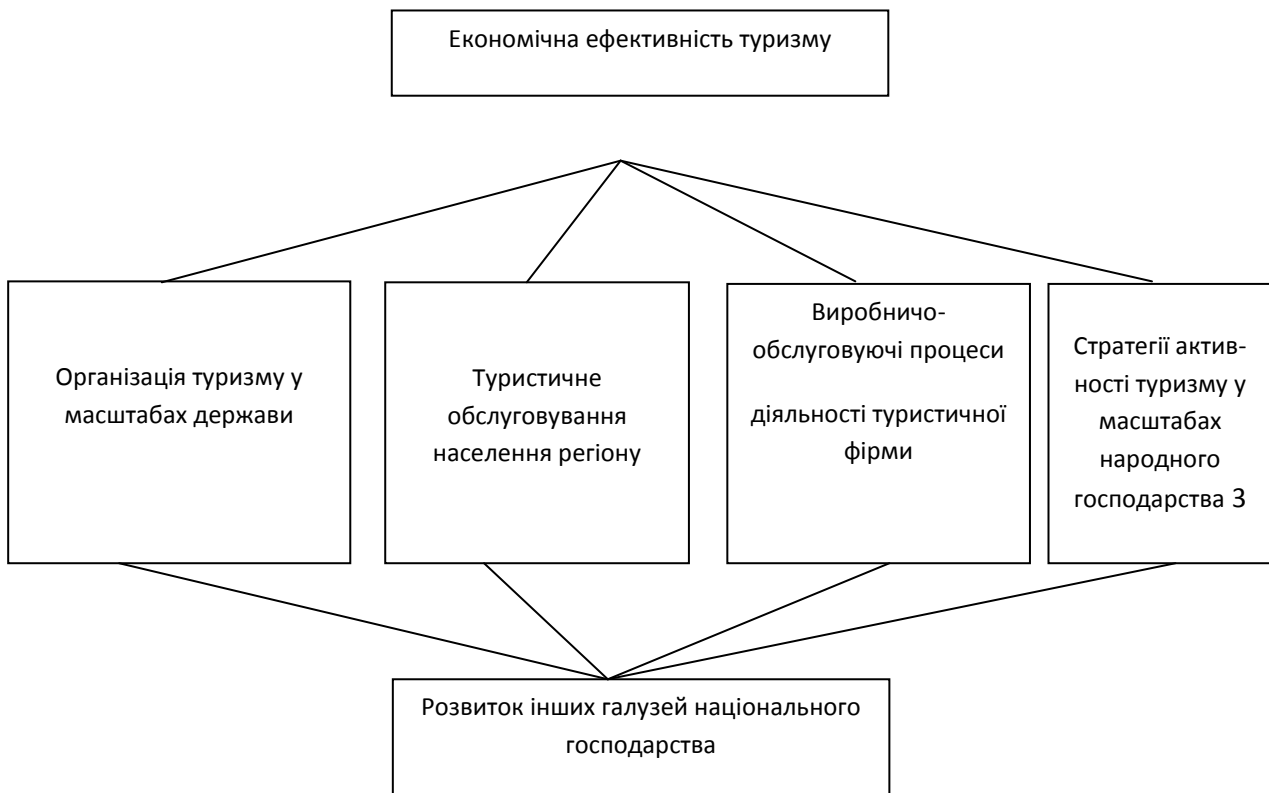 Економічна ефективність туризму
Організація туризму у
масштабах держави
Туристичне
обслуговування
населення регіону
Виробничо-
обслуговуючі процеси
діяльності туристичної
фірми
Стратегії актив-
ності туризму у
масштабах
народного
господарства 3
Розвиток інших галузей національного
господарства